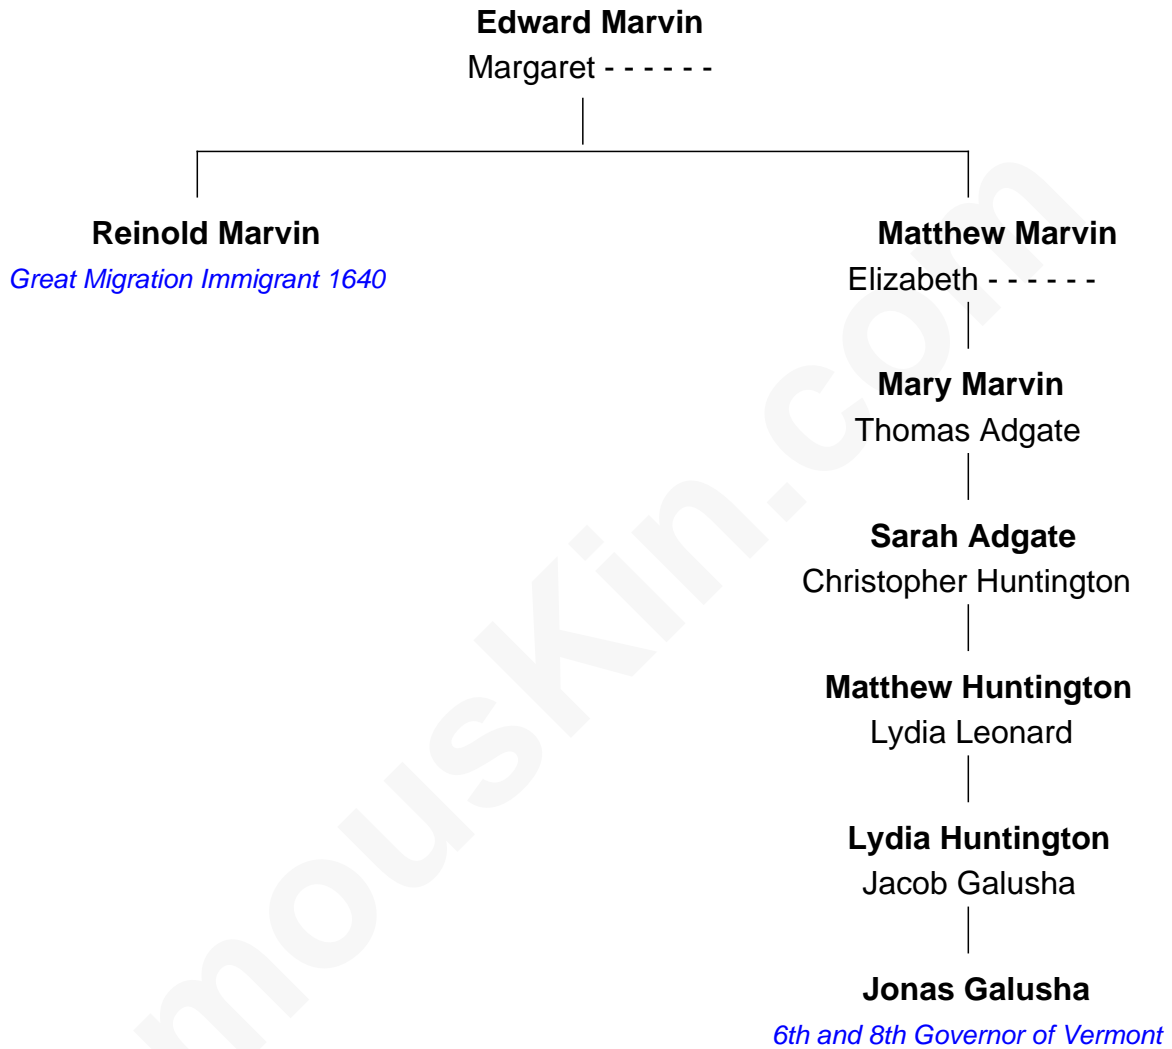 Edward Marvin
Margaret - - - - - -
Reinold Marvin
Great Migration Immigrant 1640
Matthew Marvin
Elizabeth - - - - - -
Mary Marvin
Thomas Adgate
Sarah Adgate
Christopher Huntington
Matthew Huntington
Lydia Leonard
Lydia Huntington
Jacob Galusha
Jonas Galusha
6th and 8th Governor of Vermont
mousKin.com